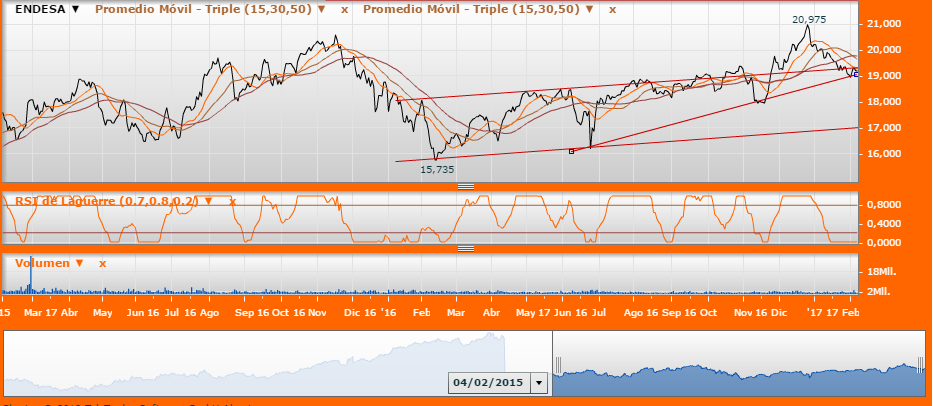 ENDESA ▼ Promedio Móvil - Triple (15,30,50) ▼ x Promedio Móvil - Triple (15,30,50) ▼ x
20,975
21,000
20,000
19,000
18,000
17,000
16,000
15,735
RSI de Laguerre (0.7,0.8,0.2) ▼ x
0,8000
0,4000
0,0000
Volumen ▼ x
18Mll.
2Mll.
15 Mar 17 Abr May Jun 16 Jul 16 Ago Sep 16 Oct 16 Nov Dic 16 '16 Feb Mar Abr May 17 Jun 16 Jul Ago 16 Sep 16 Oct Nov 16 Dic '17 17 Feb
04/02/2015 ▼